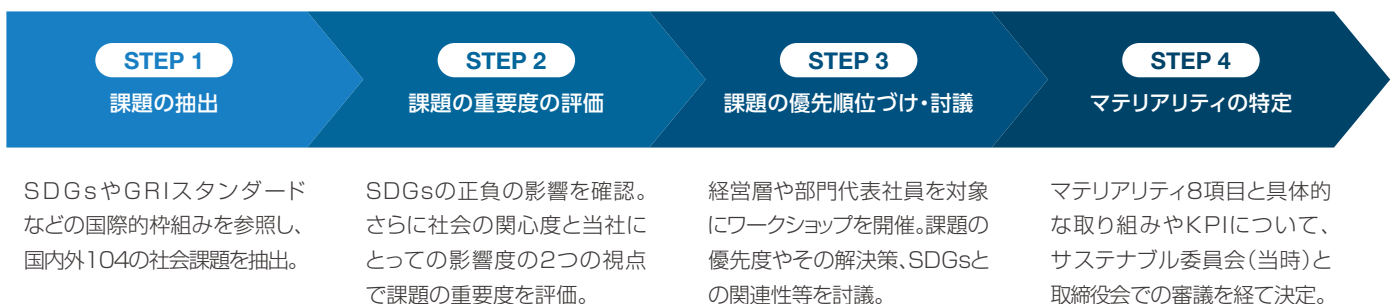 STEP 1
課題の抽出
SDGsやGRIスタンダード
などの国際的枠組みを参照し、
国内外104の社会課題を抽出。
STEP 2
課題の重要度の評価
SDGsの正負の影響を確認。
さらに社会の関心度と当社に
とっての影響度の2つの視点
で課題の重要度を評価。
STEP 3
課題の優先順位づけ・討議
経営層や部門代表社員を対象
にワークショップを開催。課題の
優先度やその解決策、SDGsと
の関連性等を討議。
STEP 4
マテリアリティの特定
マテリアリティ8項目と具体的
な取り組みやKPIについて、
サステナブル委員会(当時)と
取締役会での審議を経て決定。